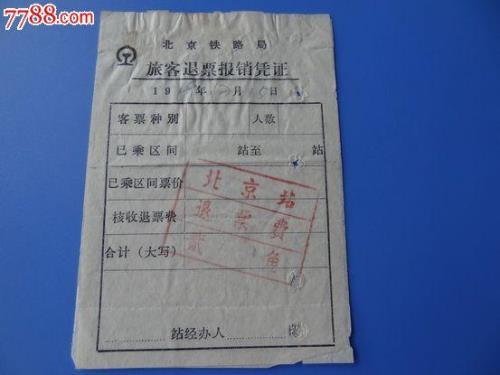 7788.com
北京铁路局
旅客退票报销凭证
19 年 月 日
客票种别 人数
已乘区间 站至 站
已乘区间票价
核收退票费
合计(大写)
北京站
退票费
贰角
站经办人